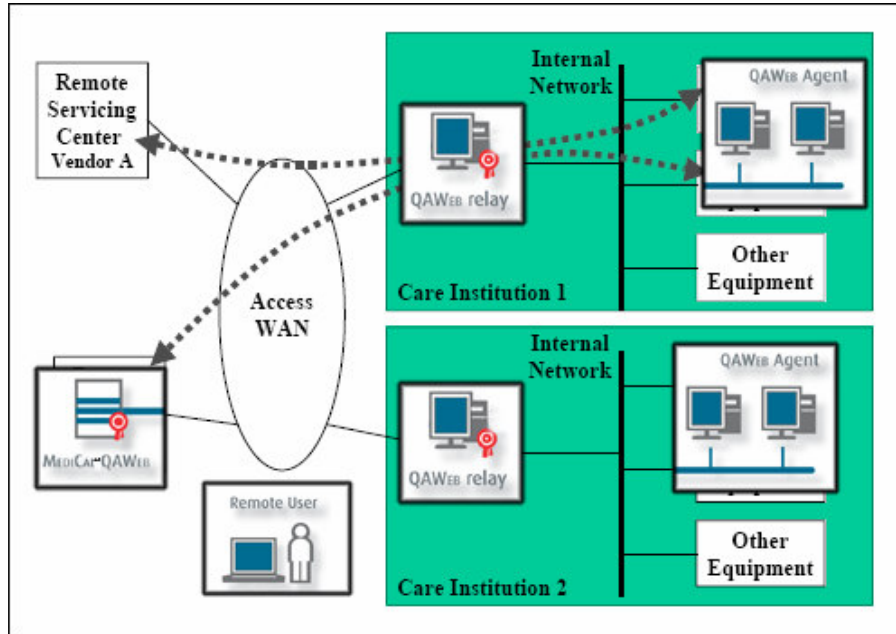 Remote
Servicing
Center
Vendor A
Internal
Network
QAWEB Agent
QAWEB relay
Other
Equipment
Care Institution 1
Access
WAN
Internal
Network
QAWEB Agent
QAWEB relay
MEDICAL QAWEB
Remote User
Other
Equipment
Care Institution 2